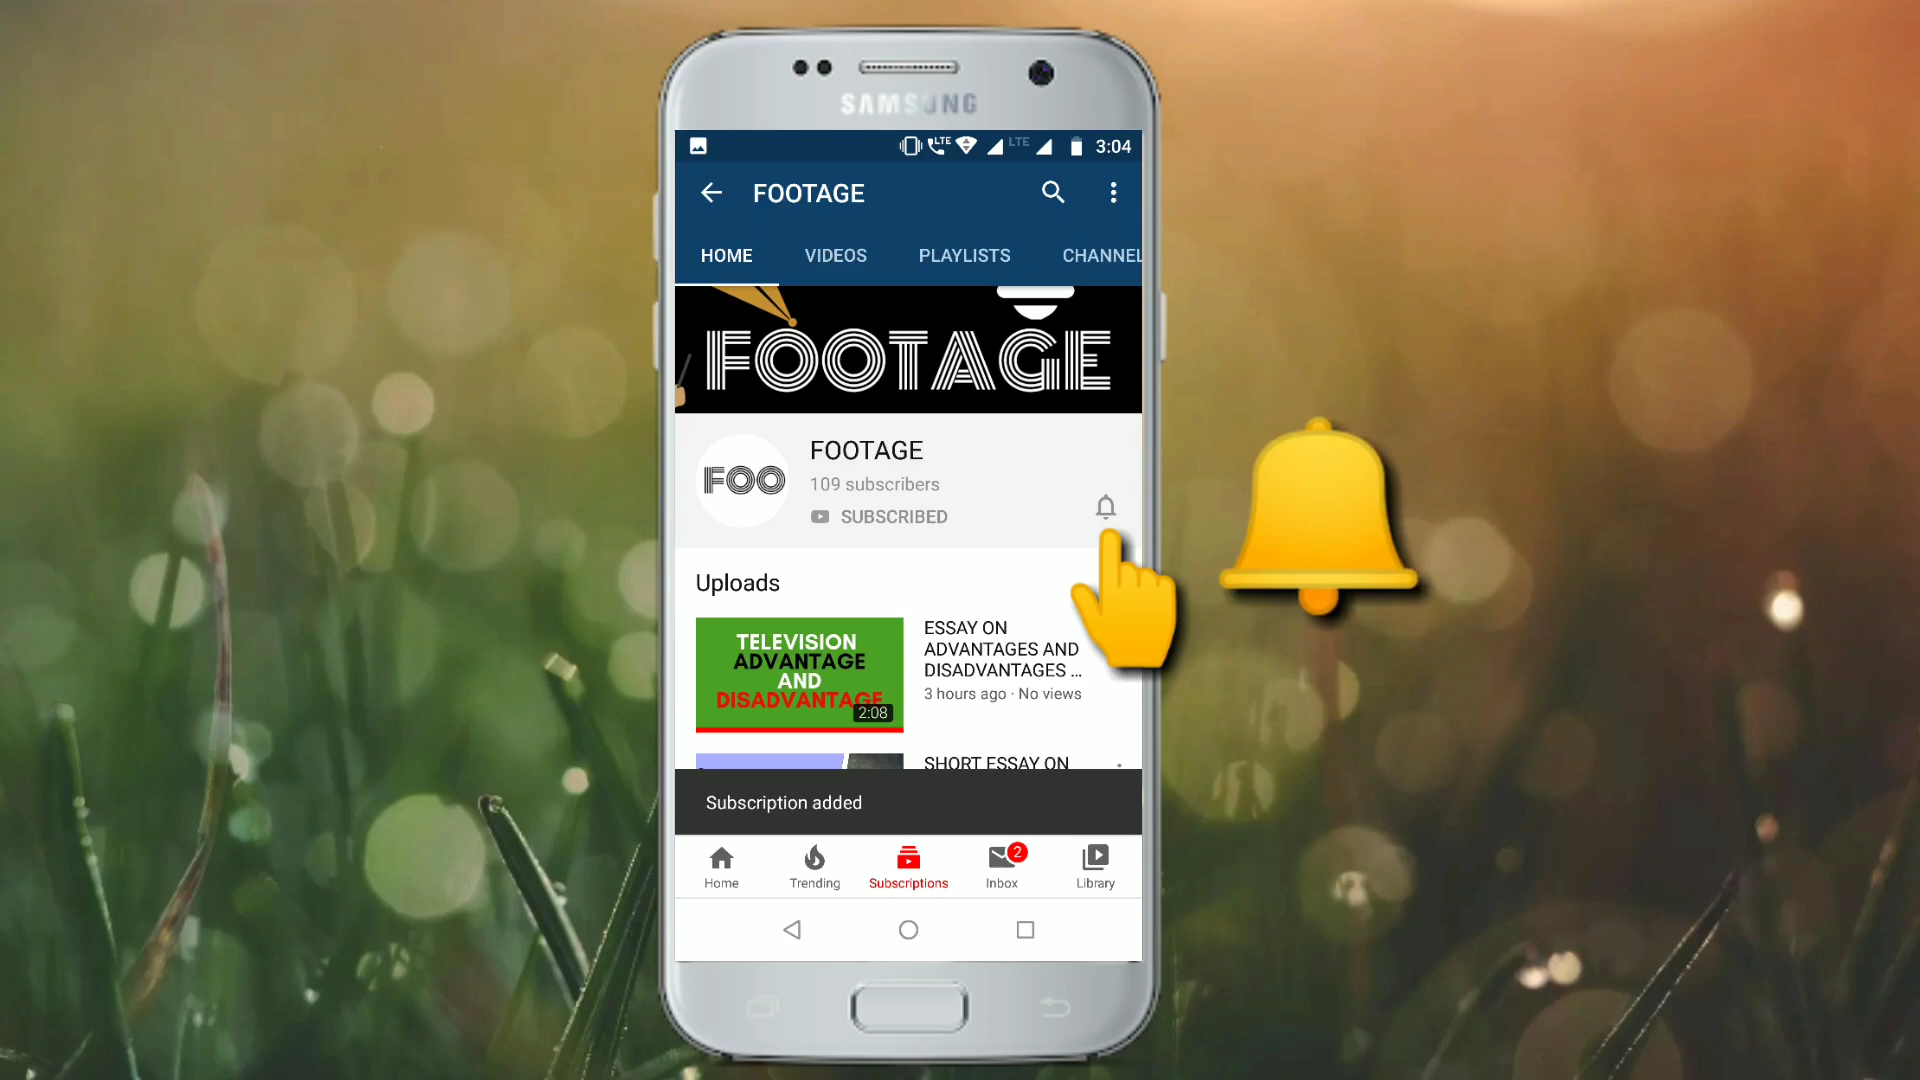 SAMSUNG
LTE LTE 3:04
FOOTAGE
HOME VIDEOS PLAYLISTS CHANNEL
FOOTAGE
FOO
FOOTAGE
109 subscribers
SUBSCRIBED
Uploads
TELEVISION
ADVANTAGE
AND
DISADVANTAGE
2:08
ESSAY ON
ADVANTAGES AND
DISADVANTAGES ...
3 hours ago · No views
SHORT ESSAY ON
Subscription added
2
Home Trending Subscriptions Inbox Library